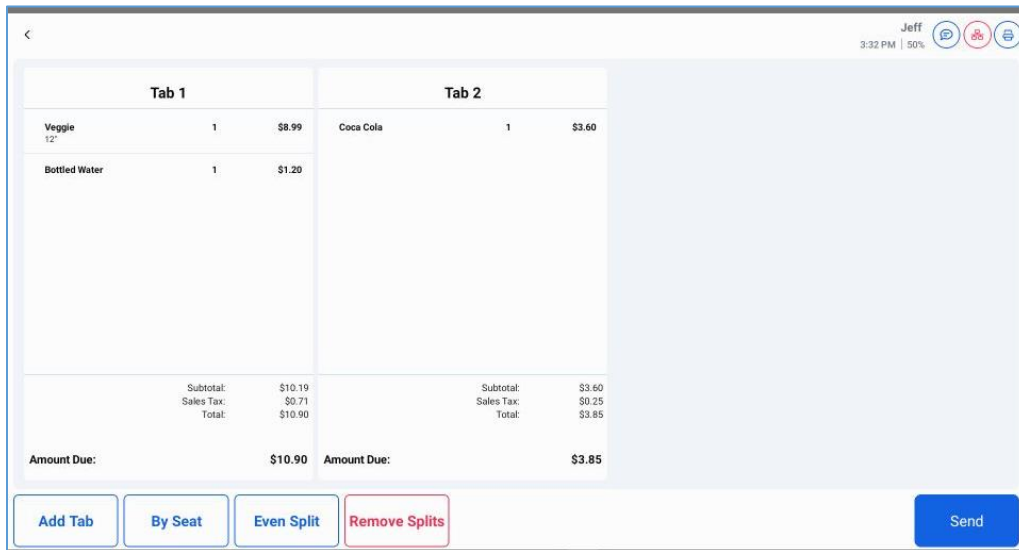 Jeff
3:32 PM | 50%
Tab 1
Veggie 1 $8.99
12"
Bottled Water 1 $1.20
Subtotal: $10.19
Sales Tax: $0.71
Total: $10.90
Amount Due: $10.90
Tab 2
Coca Cola 1 $3.60
Subtotal: $3.60
Sales Tax: $0.25
Total: $3.85
Amount Due: $3.85
Add Tab
By Seat
Even Split
Remove Splits
Send